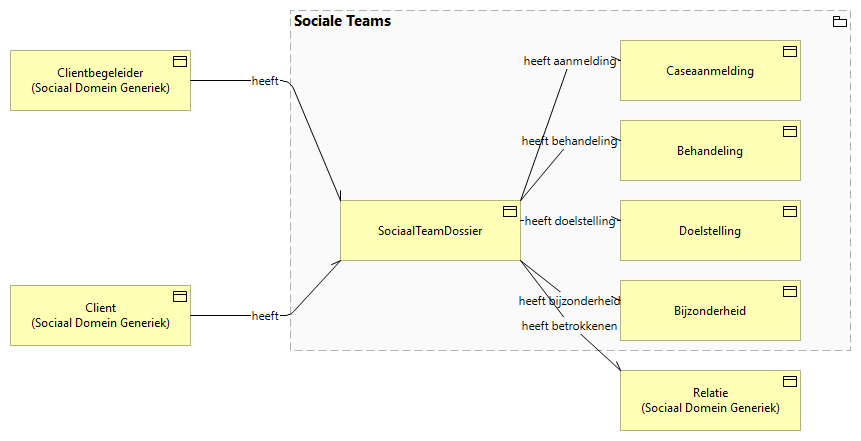 Sociale Teams
Clientbegeleider
(Sociaal Domein Generiek)
heeft
heeft aanmelding
Caseaanmelding
heeft behandeling
Behandeling
SociaalTeamDossier
heeft doelstelling
Doelstelling
Client
(Sociaal Domein Generiek)
heeft
heeft bijzonderheid
Bijzonderheid
heeft betrokkenen
Relatie
(Sociaal Domein Generiek)